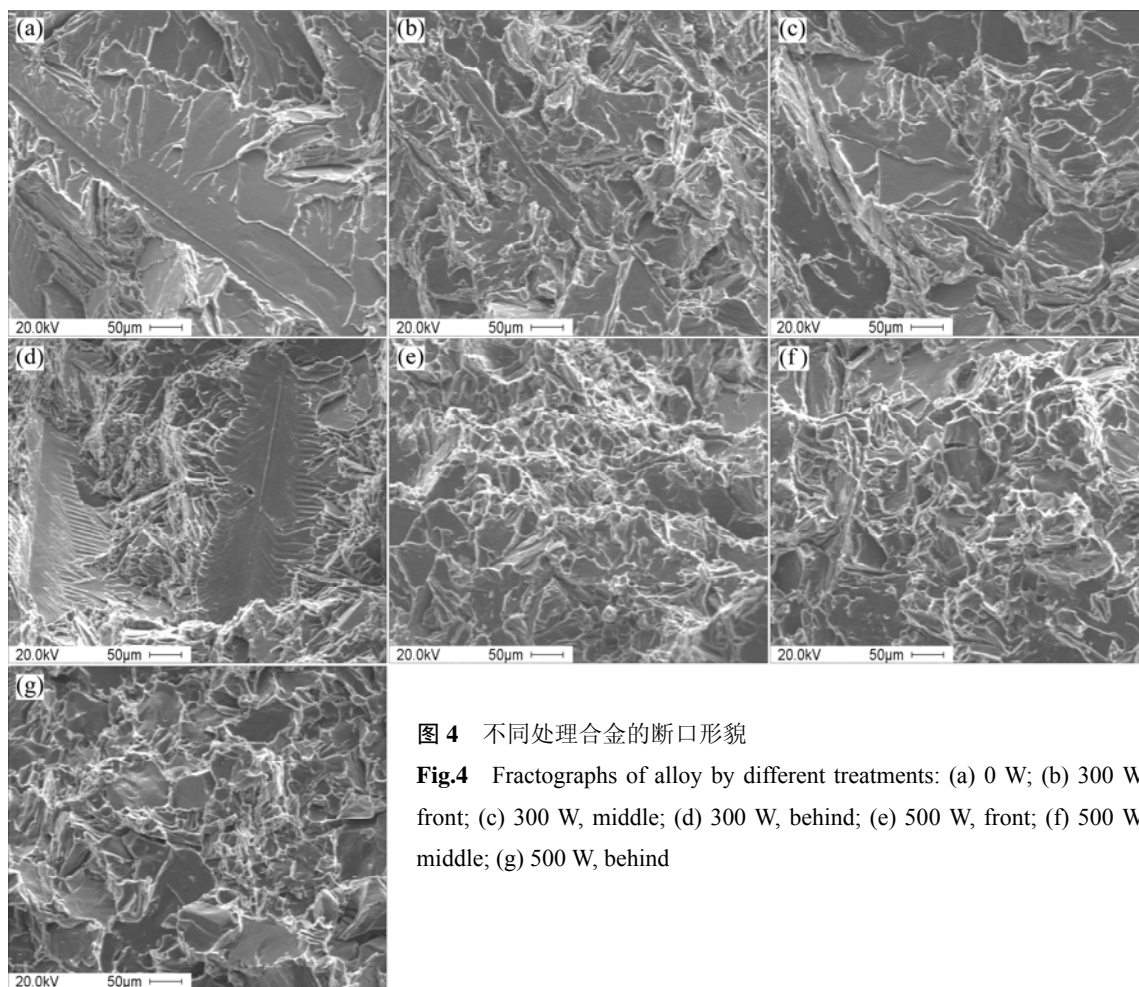 (a)
(b)
(c)
20.0kV 50µm
20.0kV 50µm
20.0kV 50µm
(d)
(e)
(f)
20.0kV 50µm
20.0kV 50µm
20.0kV 50µm
(g)
20.0kV 50µm
图 4 不同处理合金的断口形貌
Fig.4 Fractographs of alloy by different treatments: (a) 0 W; (b) 300 W
front; (c) 300 W, middle; (d) 300 W, behind; (e) 500 W, front; (f) 500 W
middle; (g) 500 W, behind